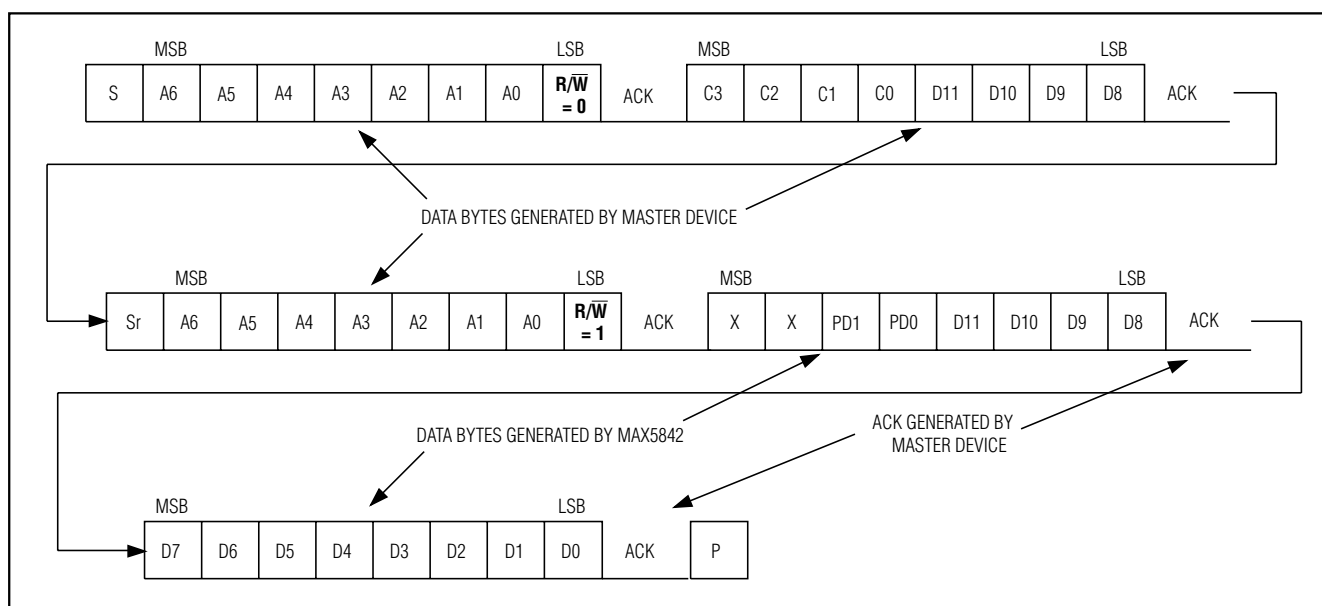 MSB LSB MSB LSB
S A6 A5 A4 A3 A2 A1 A0 R/W̅ = 0 ACK C3 C2 C1 C0 D11 D10 D9 D8 ACK
DATA BYTES GENERATED BY MASTER DEVICE
MSB LSB MSB LSB
Sr A6 A5 A4 A3 A2 A1 A0 R/W̅ = 1 ACK X X PD1 PD0 D11 D10 D9 D8 ACK
DATA BYTES GENERATED BY MAX5842
ACK GENERATED BY
MASTER DEVICE
MSB LSB
D7 D6 D5 D4 D3 D2 D1 D0 ACK P